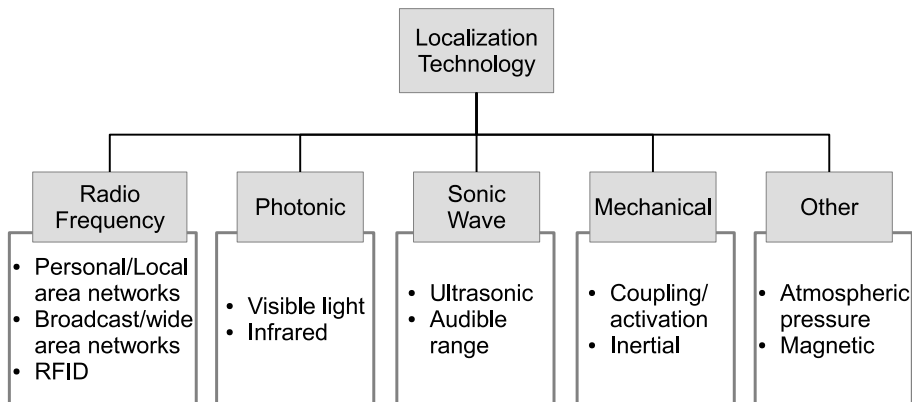 Localization
Technology
Radio
Frequency
Photonic
Sonic
Wave
Mechanical
Other
• Personal/Local
area networks
• Broadcast/wide
area networks
• RFID
• Visible light
• Infrared
• Ultrasonic
• Audible
range
• Coupling/
activation
• Inertial
• Atmospheric
pressure
• Magnetic